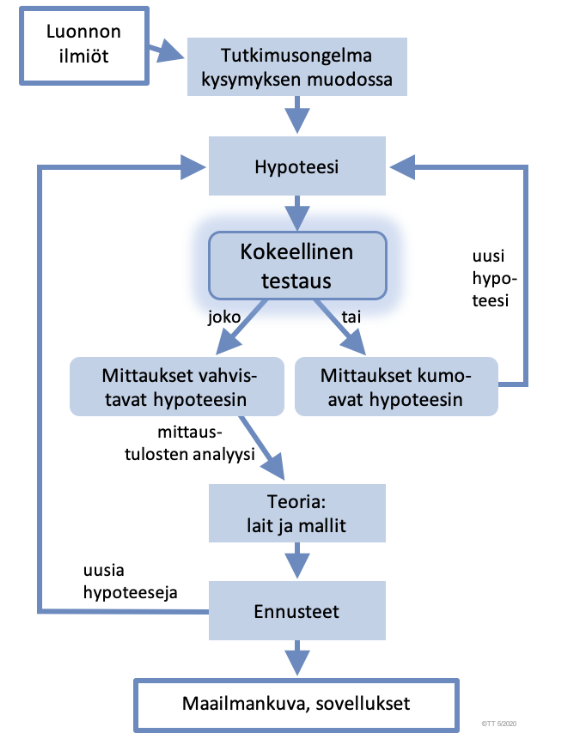 Luonnon
ilmiöt
Tutkimusongelma
kysymyksen muodossa
Hypoteesi
Kokeellinen
testaus
uusi
hypo-
teesi
joko
tai
Mittaukset vahvis-
tavat hypoteesin
Mittaukset kumo-
avat hypoteesin
mittaus-
tulosten analyysi
Teoria:
lait ja mallit
uusia
hypoteeseja
Ennusteet
Maailmankuva, sovellukset
©TT 5/2020